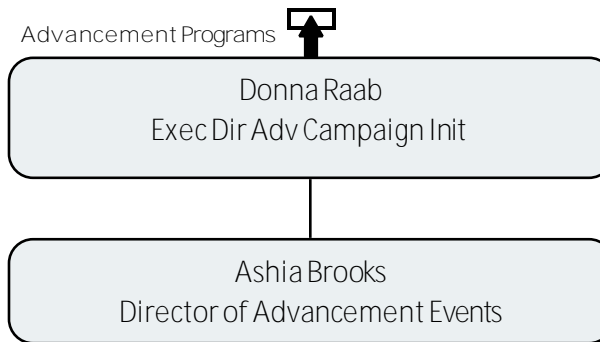 Advancement Programs
Donna Raab
Exec Dir Adv Campaign Init
Ashia Brooks
Director of Advancement Events